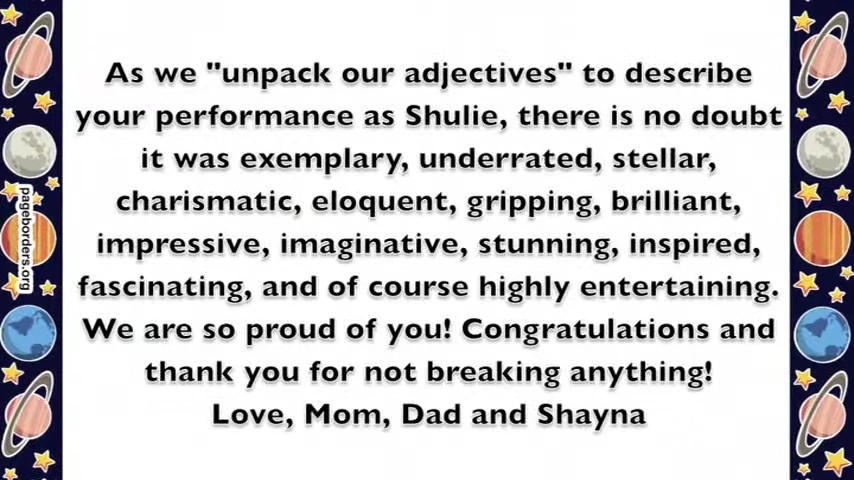 As we "unpack our adjectives" to describe
your performance as Shulie, there is no doubt
it was exemplary, underrated, stellar,
charismatic, eloquent, gripping, brilliant,
impressive, imaginative, stunning, inspired,
fascinating, and of course highly entertaining.
We are so proud of you! Congratulations and
thank you for not breaking anything!
Love, Mom, Dad and Shayna
pageborders.org